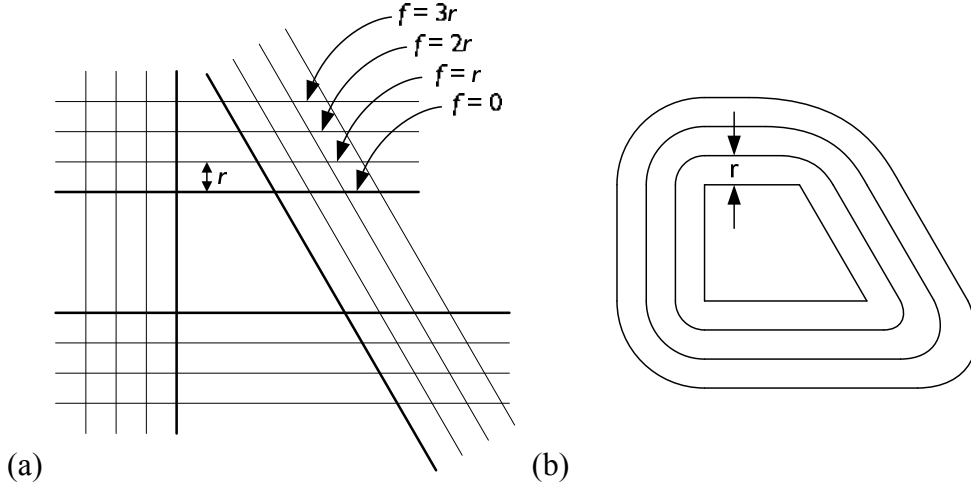 f = 3r
f = 2r
f = r
f = 0
r
r
(a)
(b)